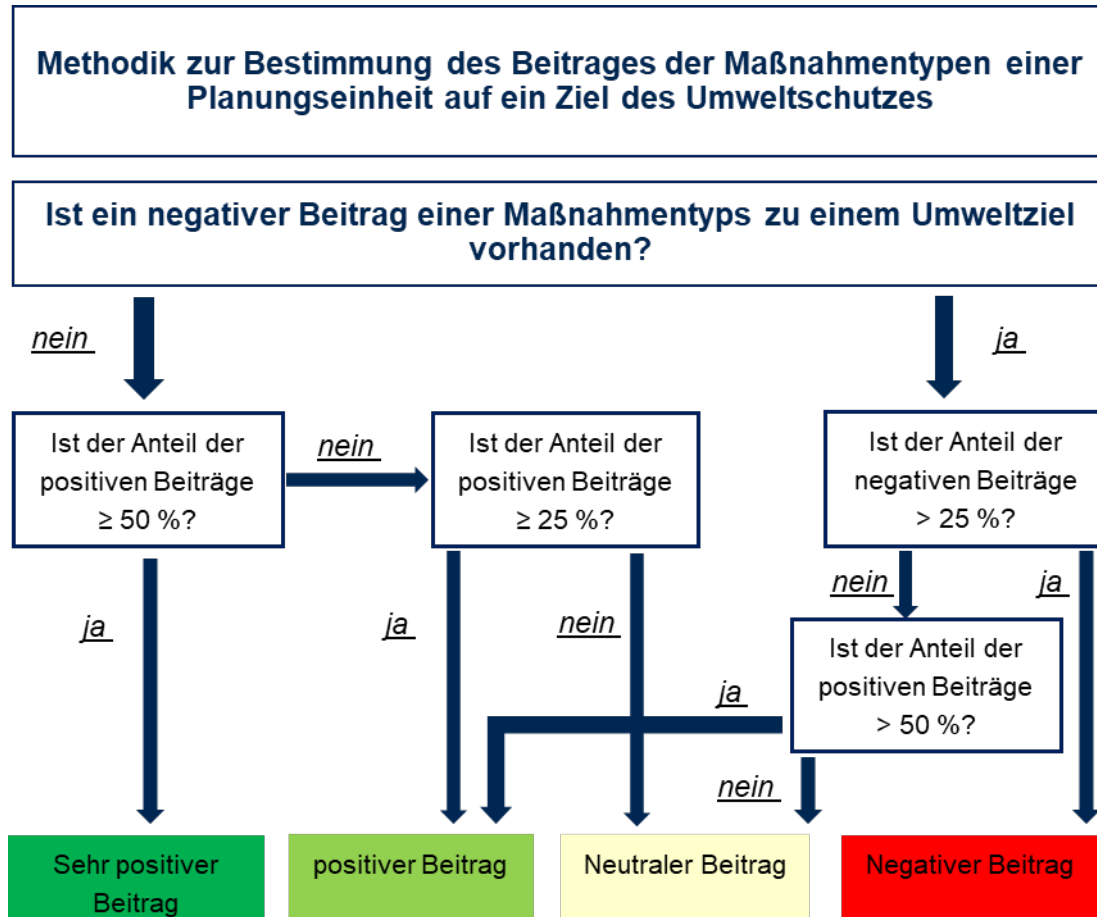 Methodik zur Bestimmung des Beitrages der Maßnahmentypen einer
Planungseinheit auf ein Ziel des Umweltschutzes
Ist ein negativer Beitrag einer Maßnahmentyps zu einem Umweltziel
vorhanden?
nein
ja
Ist der Anteil der
positiven Beiträge
≥ 50 %?
nein
Ist der Anteil der
positiven Beiträge
≥ 25 %?
Ist der Anteil der
negativen Beiträge
> 25 %?
ja
ja
nein
nein
ja
Ist der Anteil der
positiven Beiträge
> 50 %?
ja
nein
Sehr positiver
Beitrag
positiver Beitrag
Neutraler Beitrag
Negativer Beitrag